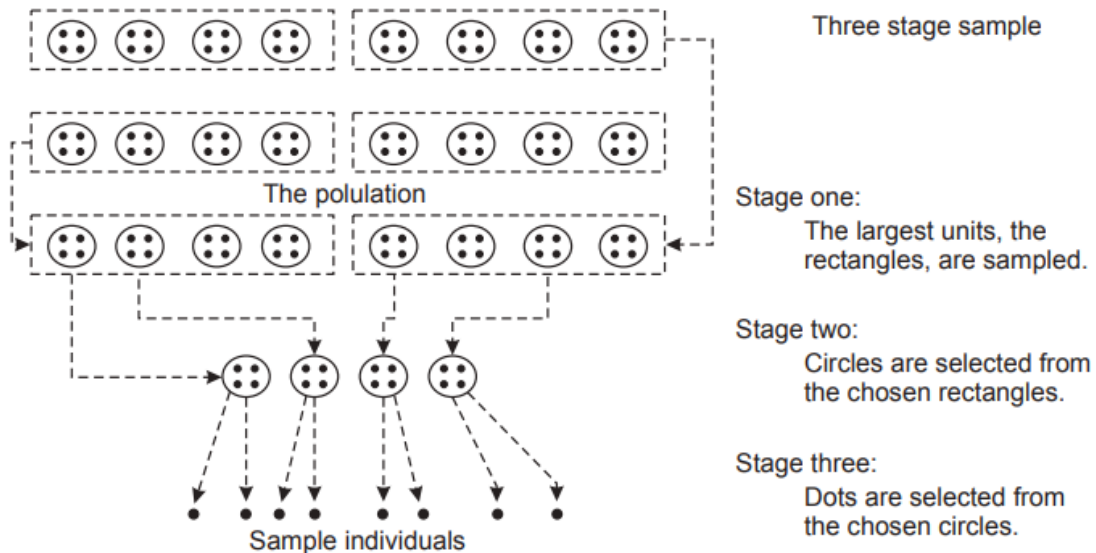 Three stage sample
The polulation
Stage one:
The largest units, the
rectangles, are sampled.
Stage two:
Circles are selected from
the chosen rectangles.
Stage three:
Dots are selected from
the chosen circles.
Sample individuals